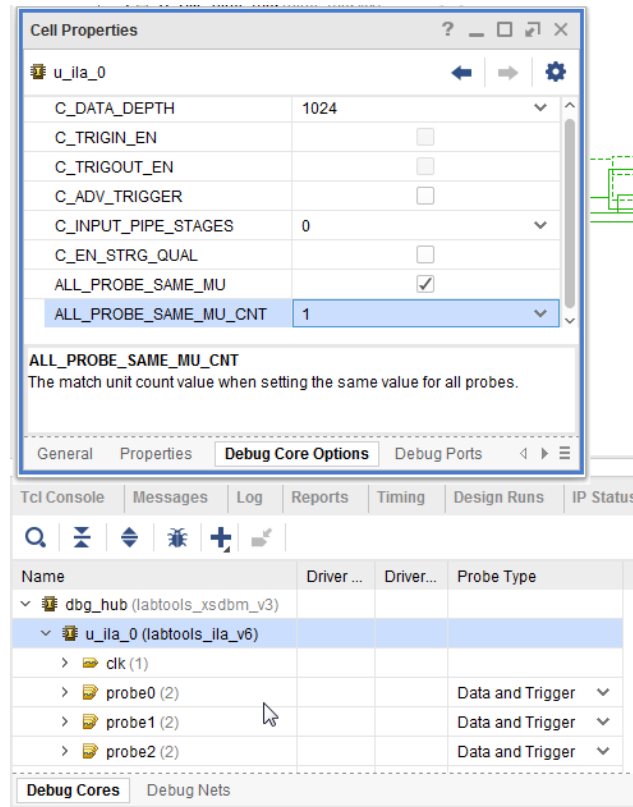 Cell Properties ? _ X
u_ila_0
C_DATA_DEPTH 1024
C_TRIGIN_EN
C_TRIGOUT_EN
C_ADV_TRIGGER
C_INPUT_PIPE_STAGES 0
C_EN_STRG_QUAL
ALL_PROBE_SAME_MU
ALL_PROBE_SAME_MU_CNT 1
ALL_PROBE_SAME_MU_CNT
The match unit count value when setting the same value for all probes.
General Properties Debug Core Options Debug Ports
Tcl Console Messages Log Reports Timing Design Runs IP Status
Name Driver ... Driver... Probe Type
dbg_hub (labtools_xsdbm_v3)
u_ila_0 (labtools_ila_v6)
clk (1)
probe0 (2) Data and Trigger
probe1 (2) Data and Trigger
probe2 (2) Data and Trigger
Debug Cores Debug Nets